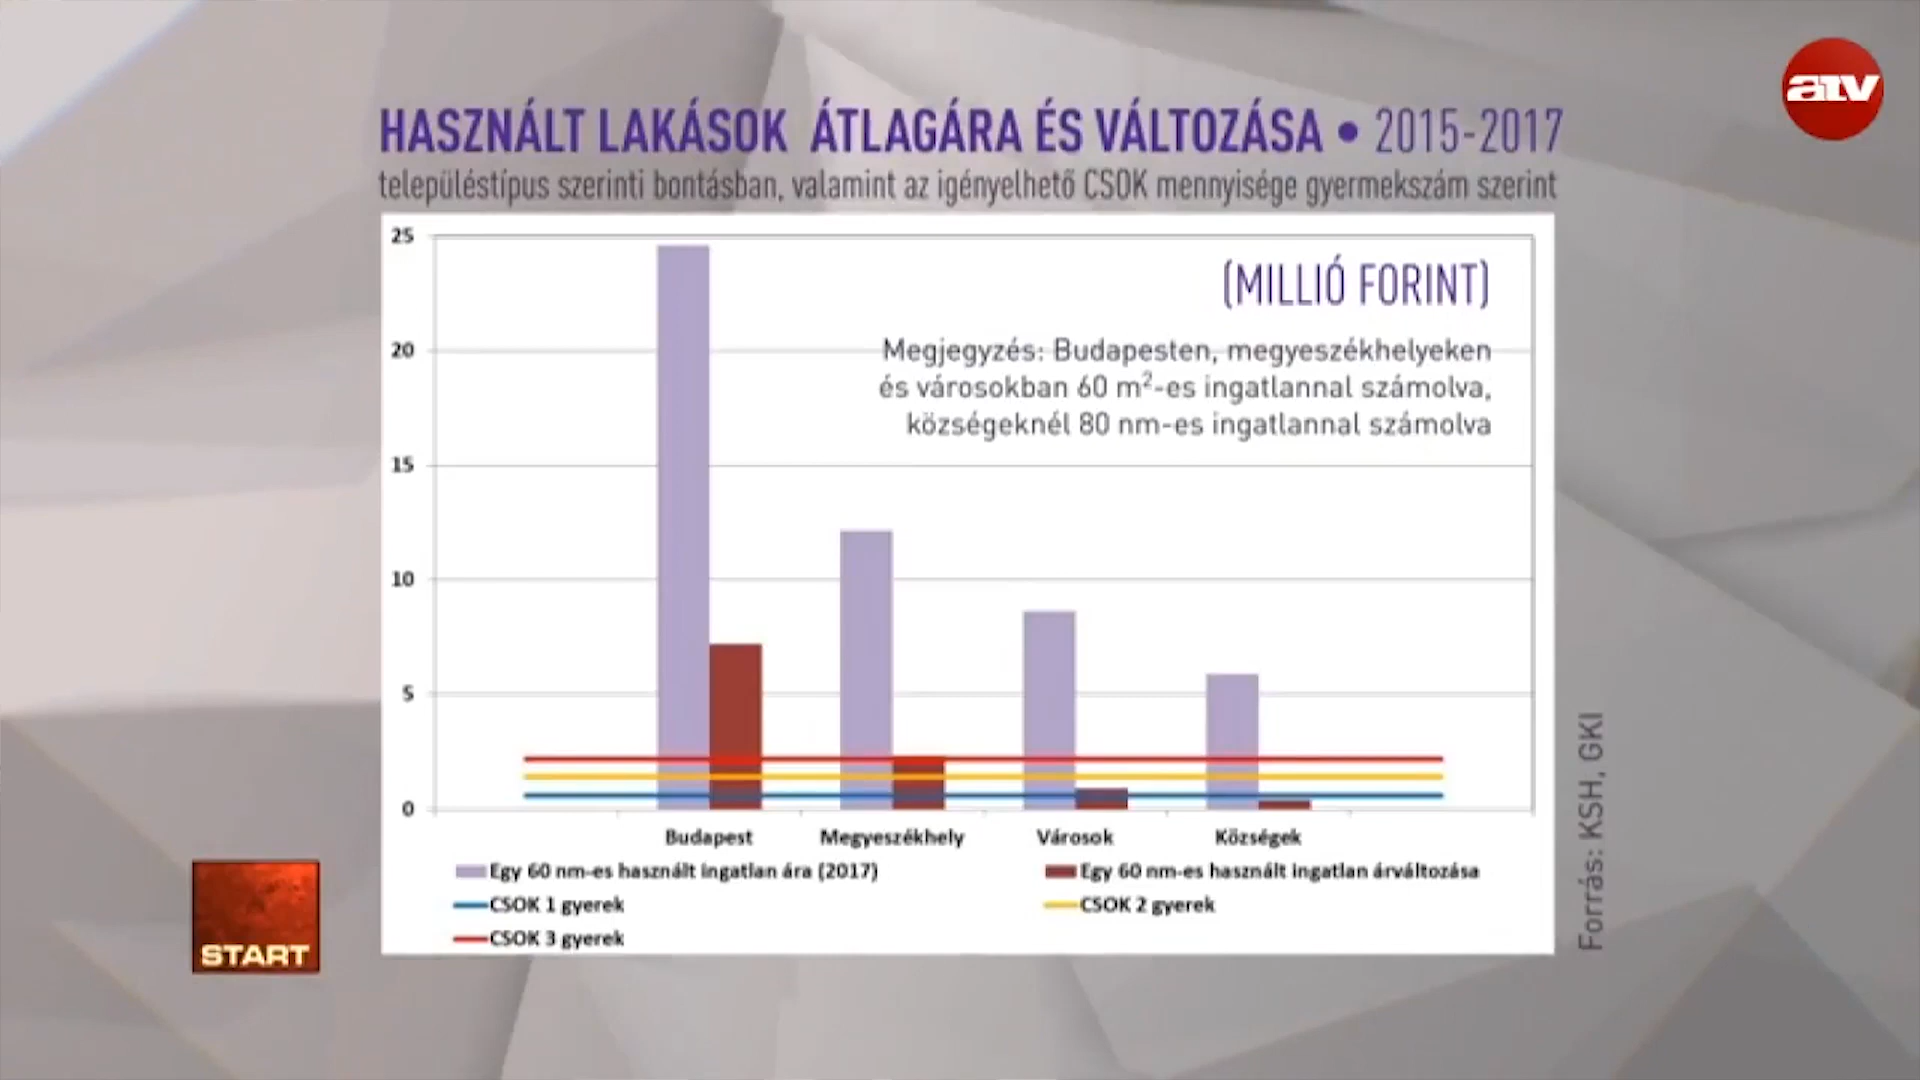 atv
HASZNÁLT LAKÁSOK ÁTLAGÁRA ÉS VÁLTOZÁSA • 2015-2017
településtípus szerinti bontásban, valamint az igényelhető CSOK mennyisége gyermekszám szerint
(MILLIÓ FORINT)
Megjegyzés: Budapesten, megyeszékhelyeken
és városokban 60 m²-es ingatlannal számolva,
községeknél 80 nm-es ingatlannal számolva
25
20
15
10
5
0
Budapest Megyeszékhely Városok Községek
Egy 60 nm-es használt ingatlan ára (2017) Egy 60 nm-es használt ingatlan árváltozása
CSOK 1 gyerek CSOK 2 gyerek
CSOK 3 gyerek
Forrás: KSH, GKI
START